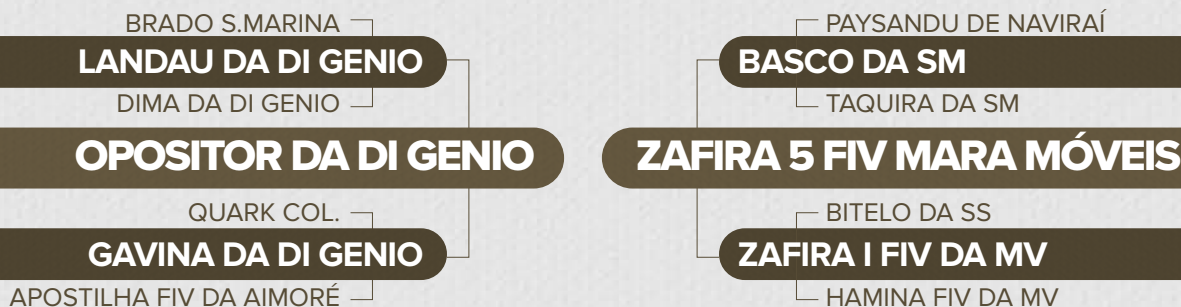 BRADO S.MARINA
LANDAU DA DI GENIO
DIMA DA DI GENIO
OPOSITOR DA DI GENIO
QUARK COL.
GAVINA DA DI GENIO
APOSTILHA FIV DA AIMORÉ
PAYSANDU DE NAVIRAÍ
BASCO DA SM
TAQUIRA DA SM
ZAFIRA 5 FIV MARA MÓVEIS
BITELO DA SS
ZAFIRA I FIV DA MV
HAMINA FIV DA MV